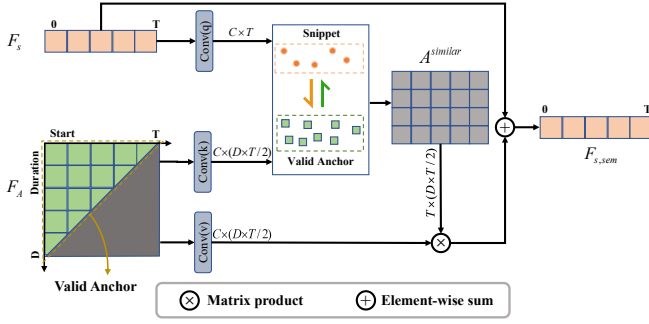 0 T
F_s
Conv(q)
C×T
Snippet
Valid Anchor
A^{similar}
T×(D×T/2)
0 T
F_{s,sem}
Start T
Duration
D
F_A
Conv(k)
C×(D×T/2)
Conv(v)
C×(D×T/2)
Valid Anchor
Matrix product
Element-wise sum